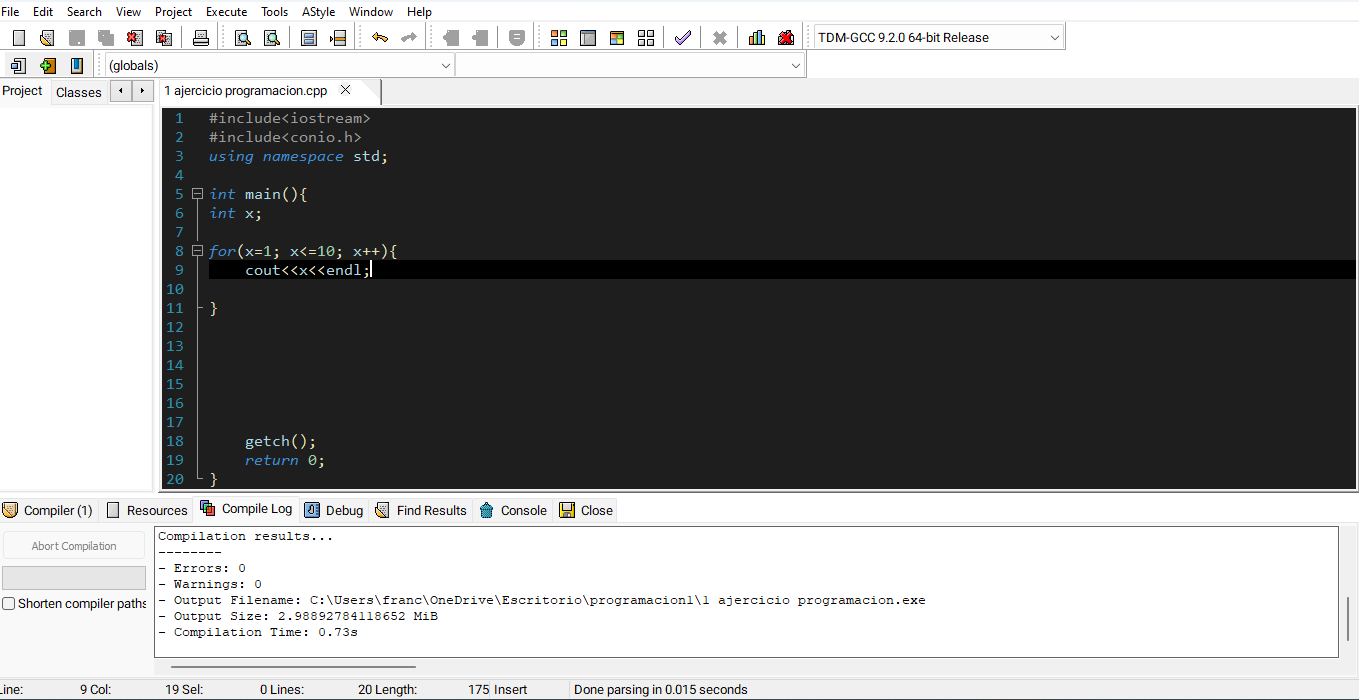 File Edit Search View Project Execute Tools AStyle Window Help
TDM-GCC 9.2.0 64-bit Release
(globals)
Project Classes 1 ajercicio programacion.cpp
1 #include<iostream>
2 #include<conio.h>
3 using namespace std;
4
5 int main(){
6 int x;
7
8 for(x=1; x<=10; x++){
9 cout<<x<<endl;
10
11 }
12
13
14
15
16
17
18 getch();
19 return 0;
20 }
Compiler (1) Resources Compile Log Debug Find Results Console Close
Abort Compilation
Shorten compiler paths
Compilation results...
--------
- Errors: 0
- Warnings: 0
- Output Filename: C:\Users\franc\OneDrive\Escritorio\programacion1\1 ajercicio programacion.exe
- Output Size: 2.98892784118652 MiB
- Compilation Time: 0.73s
Line: 9 Col: 19 Sel: 0 Lines: 20 Length: 175 Insert Done parsing in 0.015 seconds